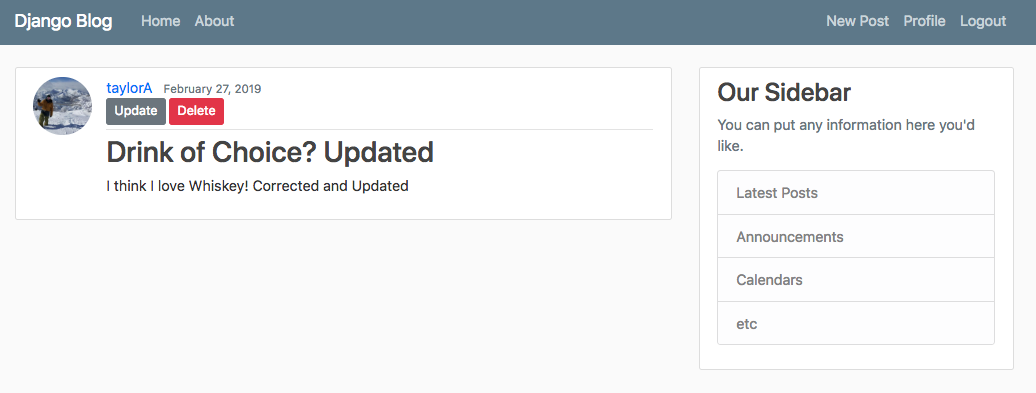 Django Blog Home About New Post Profile Logout
taylorA February 27, 2019
Update Delete
Drink of Choice? Updated
I think I love Whiskey! Corrected and Updated
Our Sidebar
You can put any information here you'd
like.
Latest Posts
Announcements
Calendars
etc